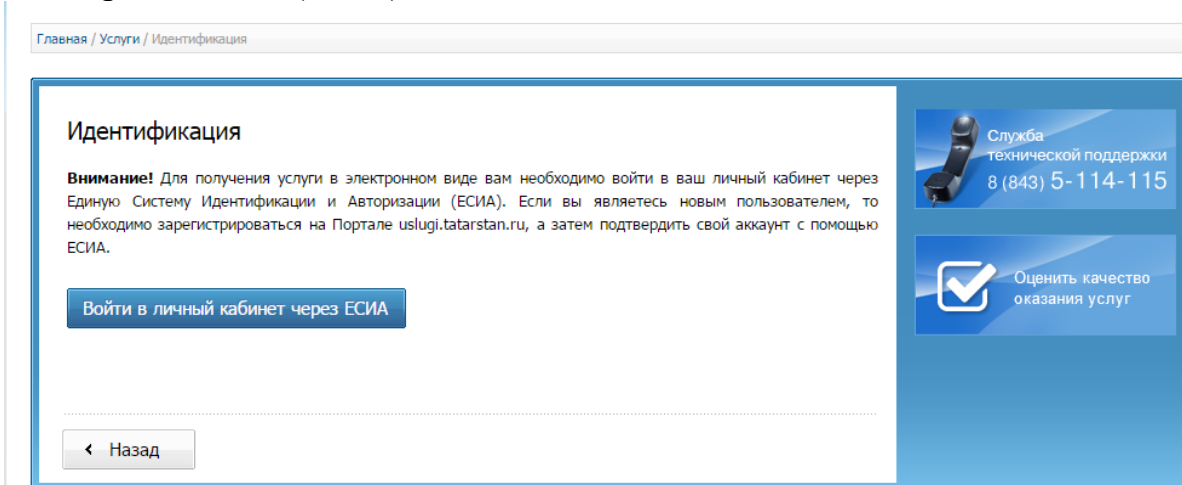 Главная / Услуги / Идентификация
Идентификация
Внимание! Для получения услуги в электронном виде вам необходимо войти в ваш личный кабинет через
Единую Систему Идентификации и Авторизации (ЕСИА). Если вы являетесь новым пользователем, то
необходимо зарегистрироваться на Портале uslugi.tatarstan.ru, а затем подтвердить свой аккаунт с помощью
ЕСИА.
Войти в личный кабинет через ЕСИА
Назад
Служба
технической поддержки
8 (843) 5-114-115
Оценить качество
оказания услуг